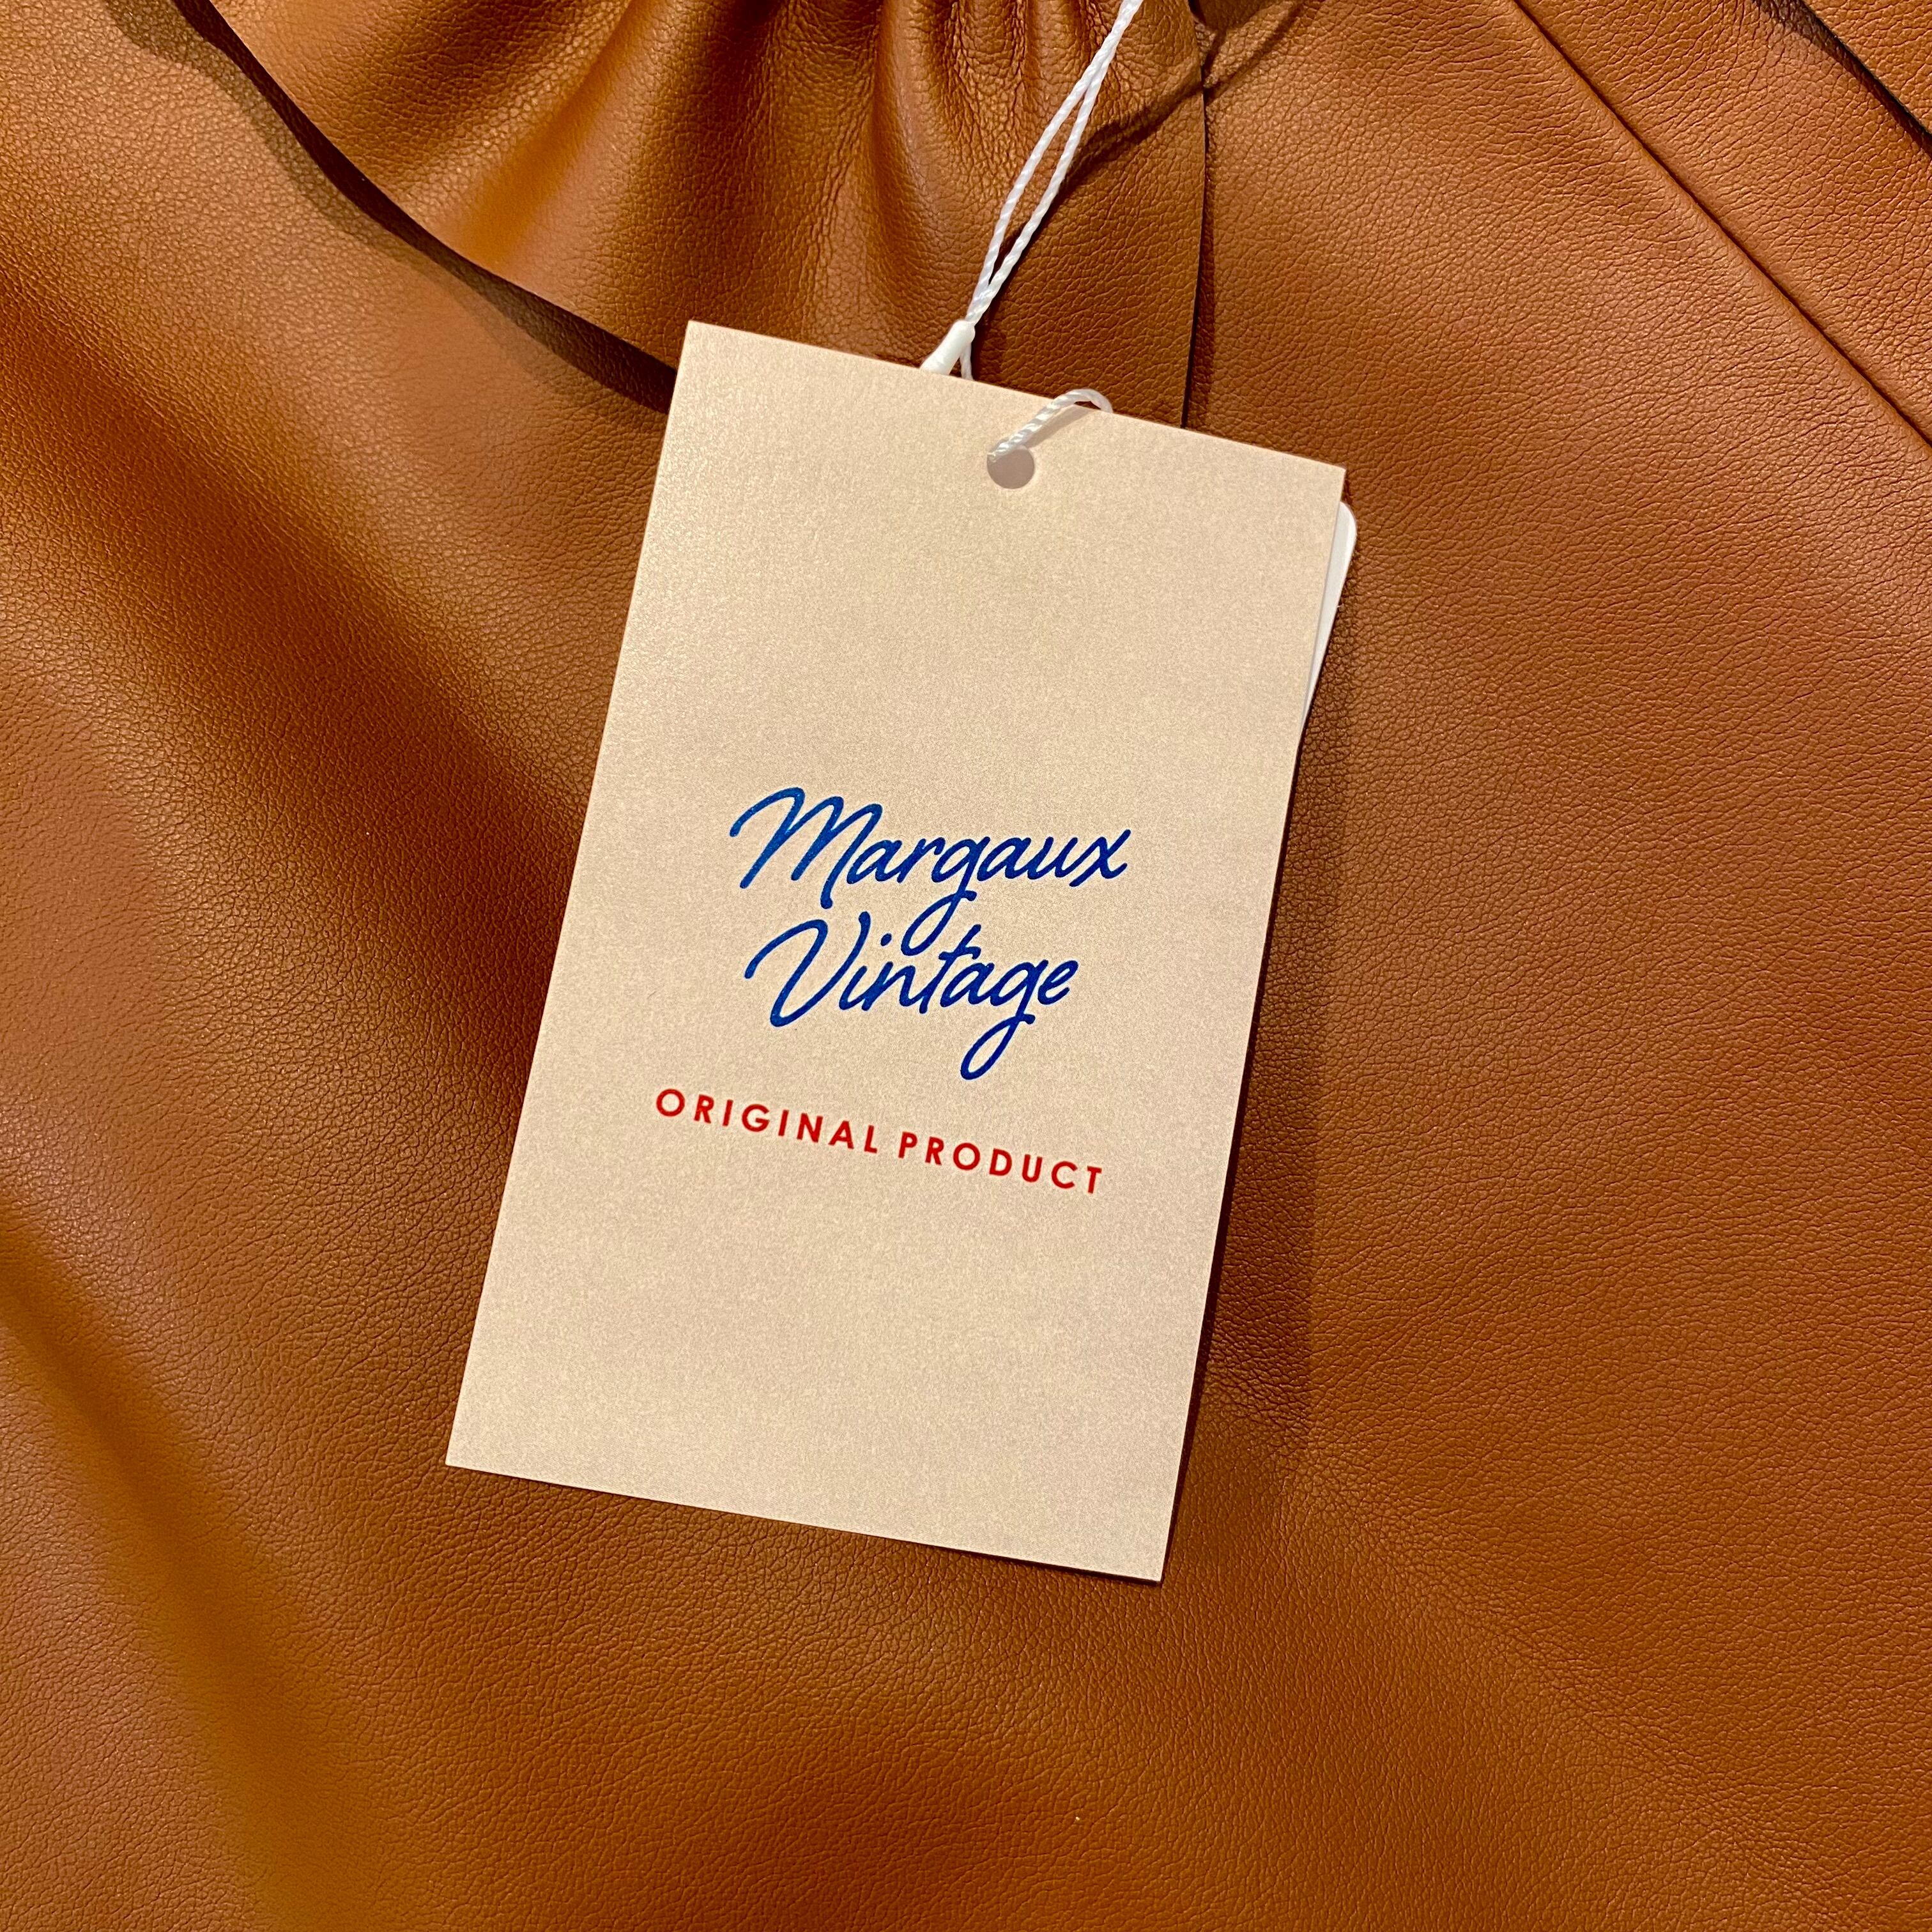 Margaux
Vintage
ORIGINAL PRODUCT